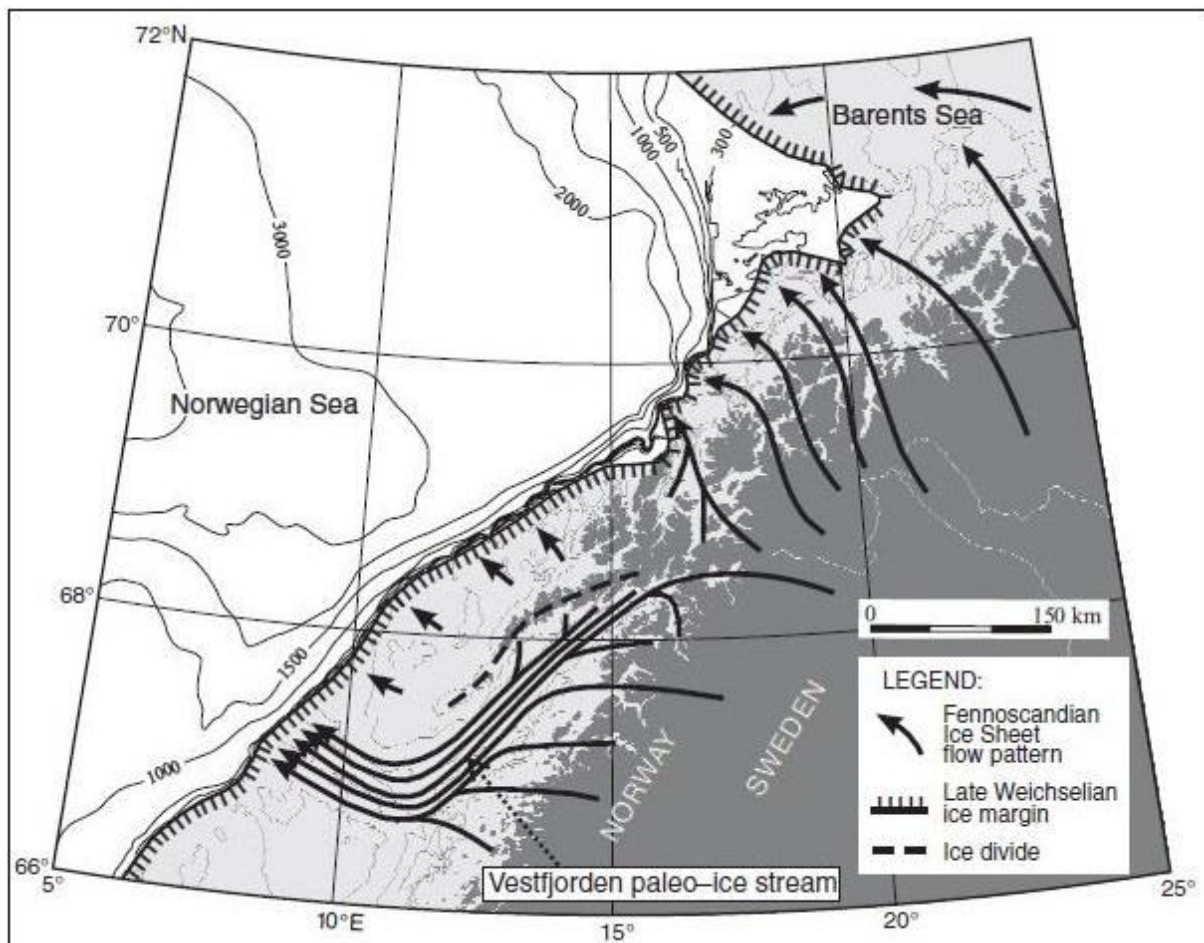 72°N
Barents Sea
500
1000
300
2000
3000
70°
Norwegian Sea
68°
0
150 km
1500
LEGEND:
Fennoscandian
Ice Sheet
flow pattern
SWEDEN
NORWAY
1000
Late Weichselian
ice margin
Ice divide
66°
5°
Vestfjorden paleo–ice stream
25°
10°E
15°
20°